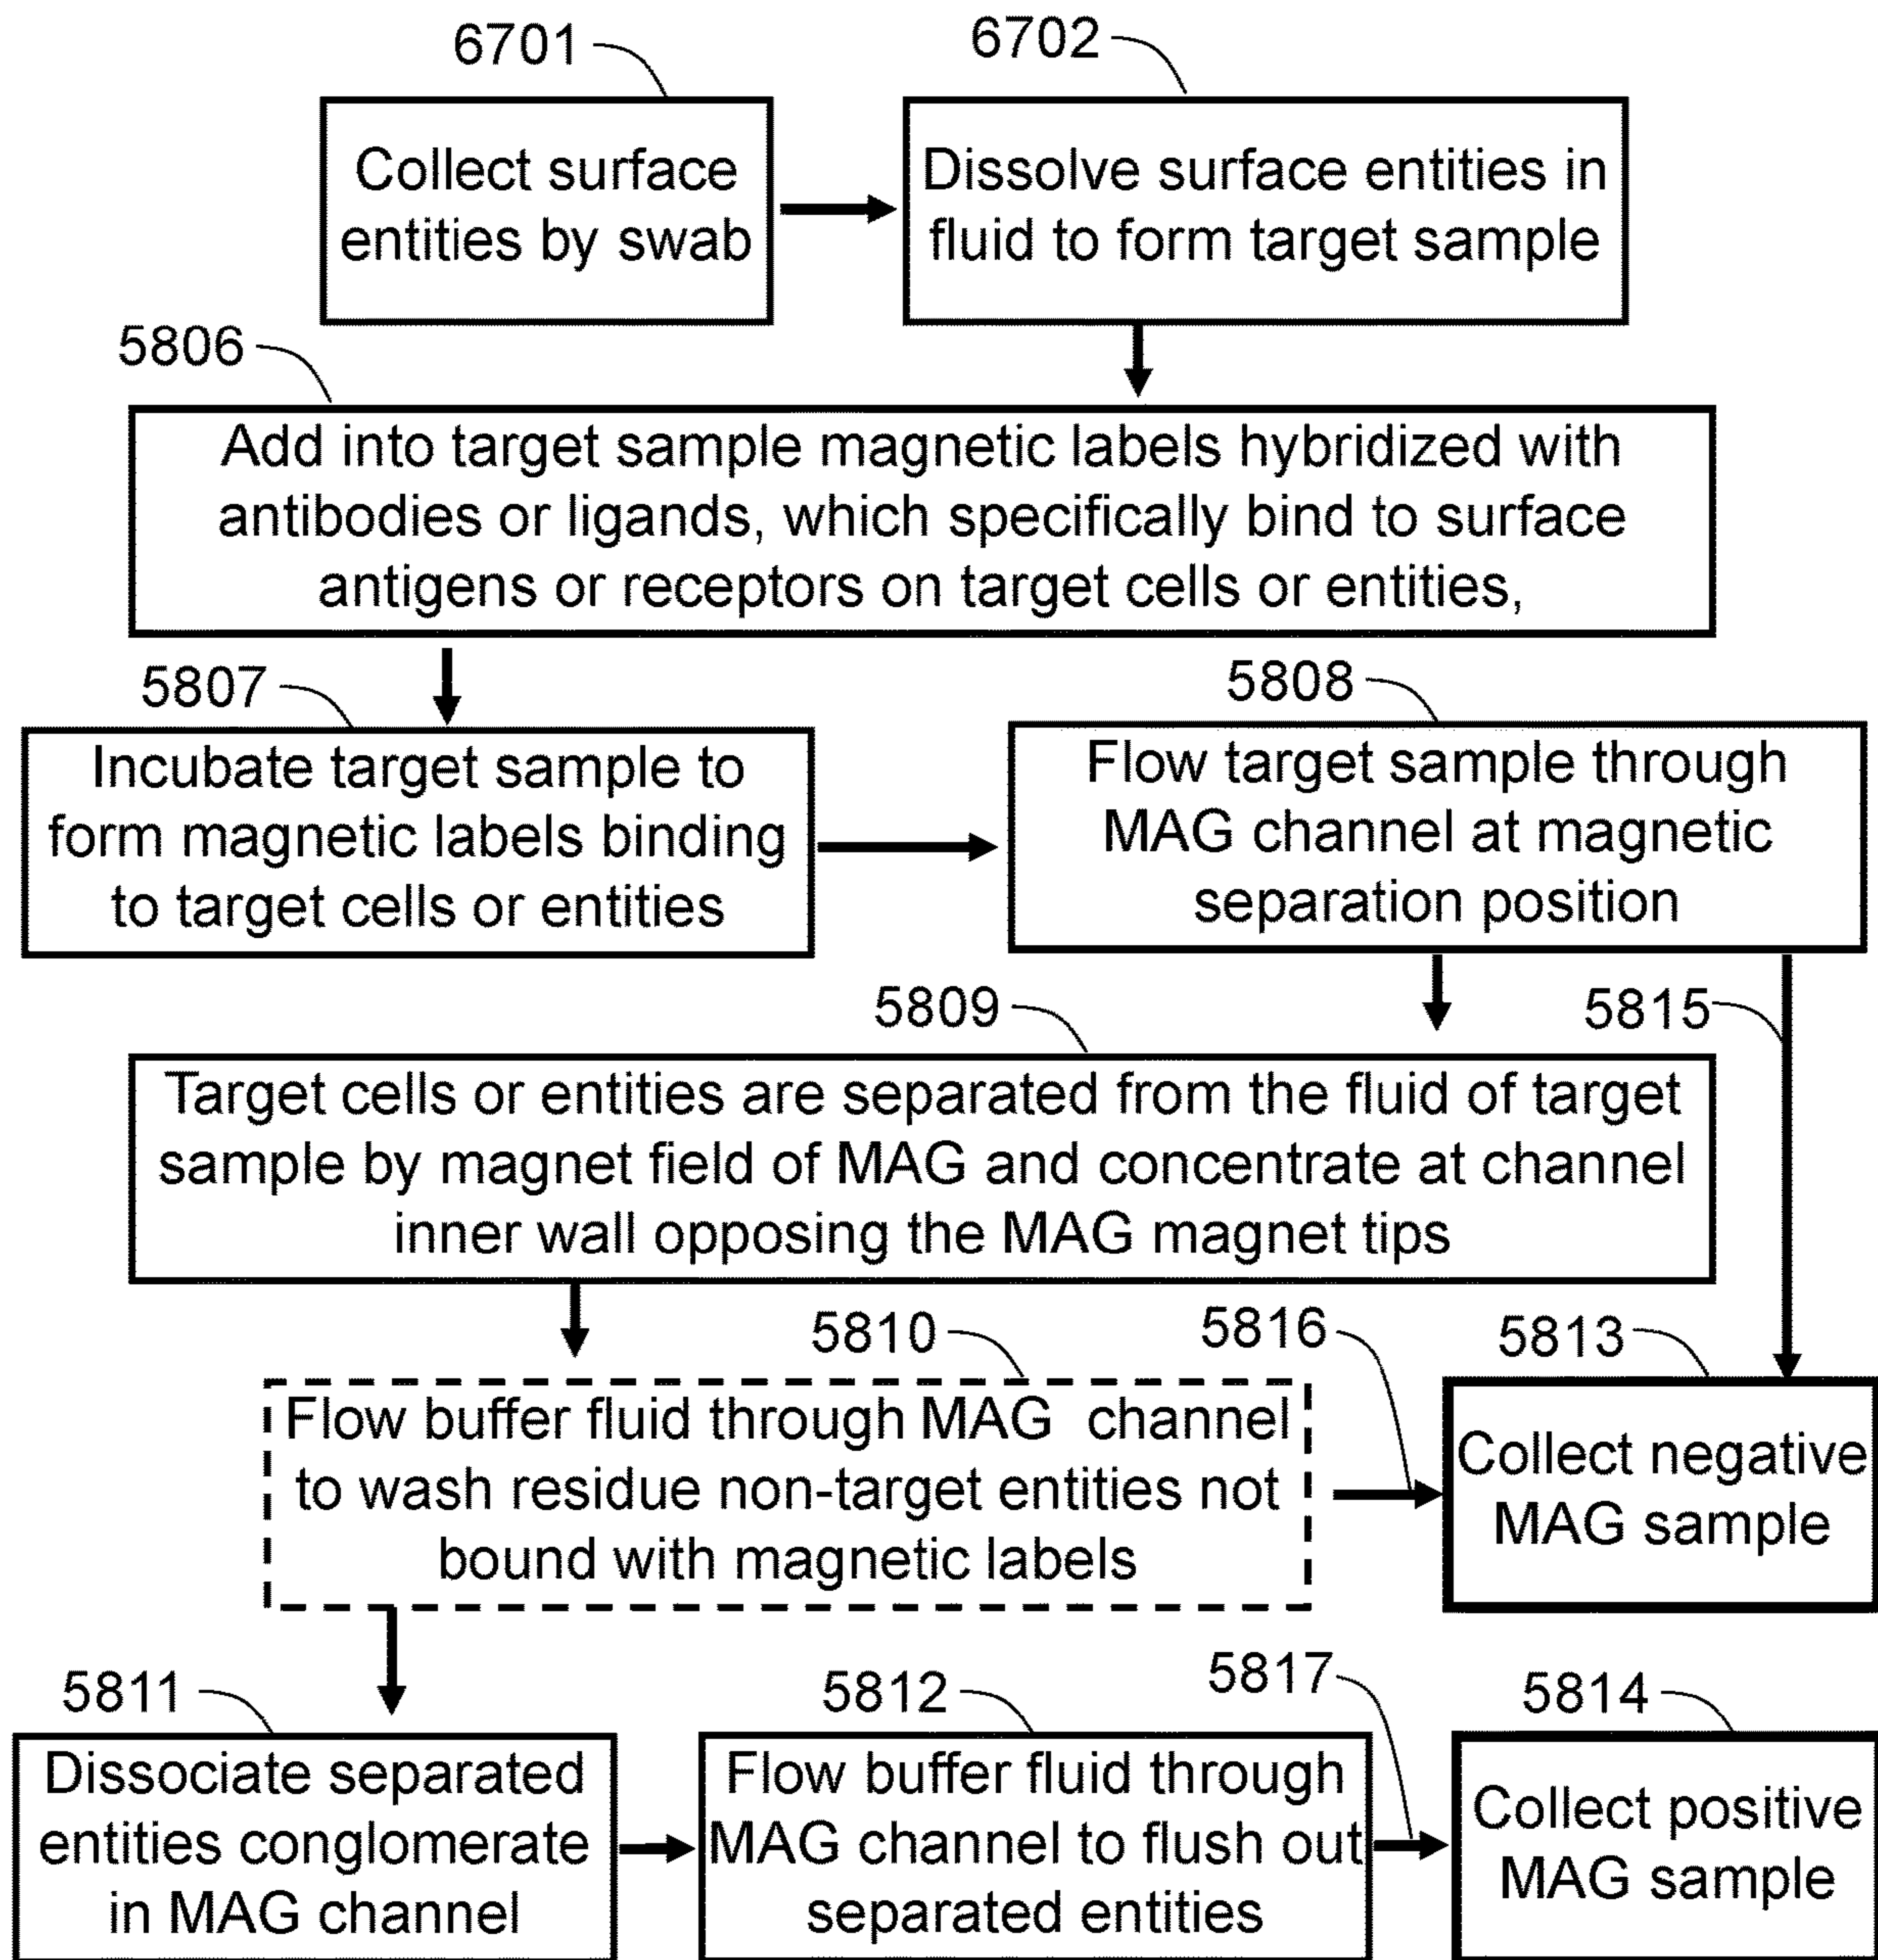 6701
6702
Collect surface
entities by swab
Dissolve surface entities in
fluid to form target sample
5806
Add into target sample magnetic labels hybridized with
antibodies or ligands, which specifically bind to surface
antigens or receptors on target cells or entities,
5807
5808
Incubate target sample to
form magnetic labels binding
to target cells or entities
Flow target sample through
MAG channel at magnetic
separation position
5809
5815
Target cells or entities are separated from the fluid of target
sample by magnet field of MAG and concentrate at channel
inner wall opposing the MAG magnet tips
5810
5816
5813
Flow buffer fluid through MAG channel
to wash residue non-target entities not
bound with magnetic labels
Collect negative
MAG sample
5811
5812
5817
5814
Dissociate separated
entities conglomerate
in MAG channel
Flow buffer fluid through
MAG channel to flush out
separated entities
Collect positive
MAG sample